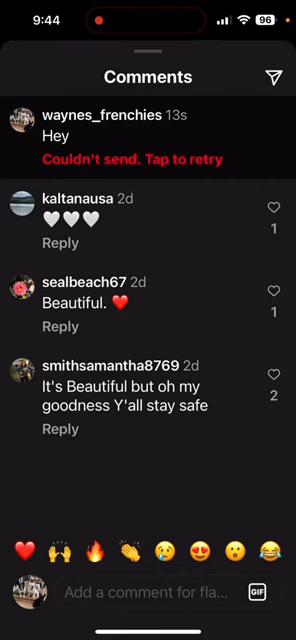 9:44
96
Comments
waynes_frenchies 13s
Hey
Couldn't send. Tap to retry
kaltanausa 2d
🤍🤍🤍
1
Reply
sealbeach67 2d
Beautiful. ❤️
1
Reply
smithsamantha8769 2d
It's Beautiful but oh my
goodness Y'all stay safe
2
Reply
❤️ 🙌 🔥 👏 😢 😍 😮 😂
Add a comment for fla...
GIF